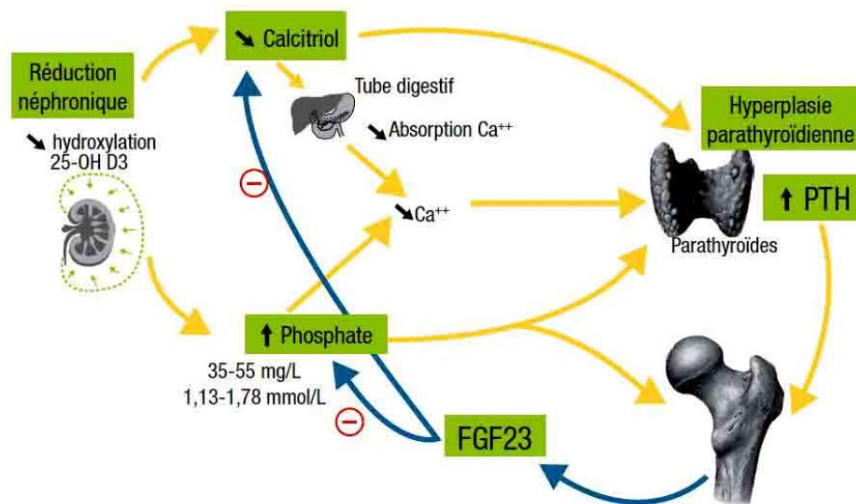 ↘ Calcitriol
Réduction
néphronique
↘ hydroxylation
25-OH D3
Tube digestif
↘ Absorption Ca⁺⁺
Hyperplasie
parathyroïdienne
↑ PTH
Parathyroïdes
↘ Ca⁺⁺
↑ Phosphate
35-55 mg/L
1,13-1,78 mmol/L
FGF23